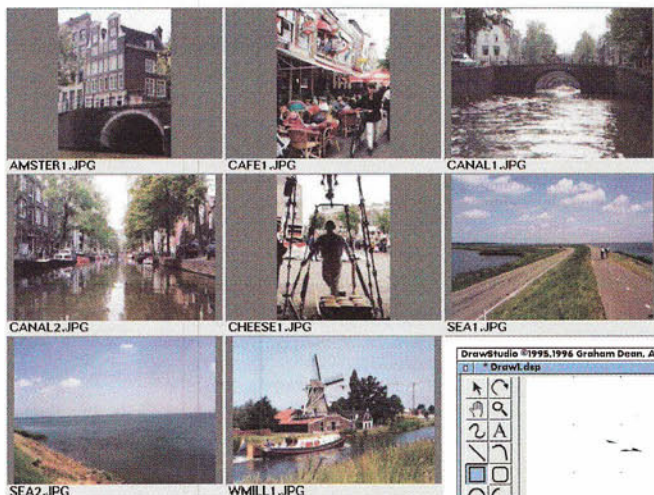 AMSTER1.JPG
CAFE1.JPG
CANAL1.JPG
CANAL2.JPG
CHEESE1.JPG
SEA1.JPG
DrawStudio ©1995,1996 Graham Dean, A
* Draw1.dsp
A
SEA2.JPG
WMILL1.JPG